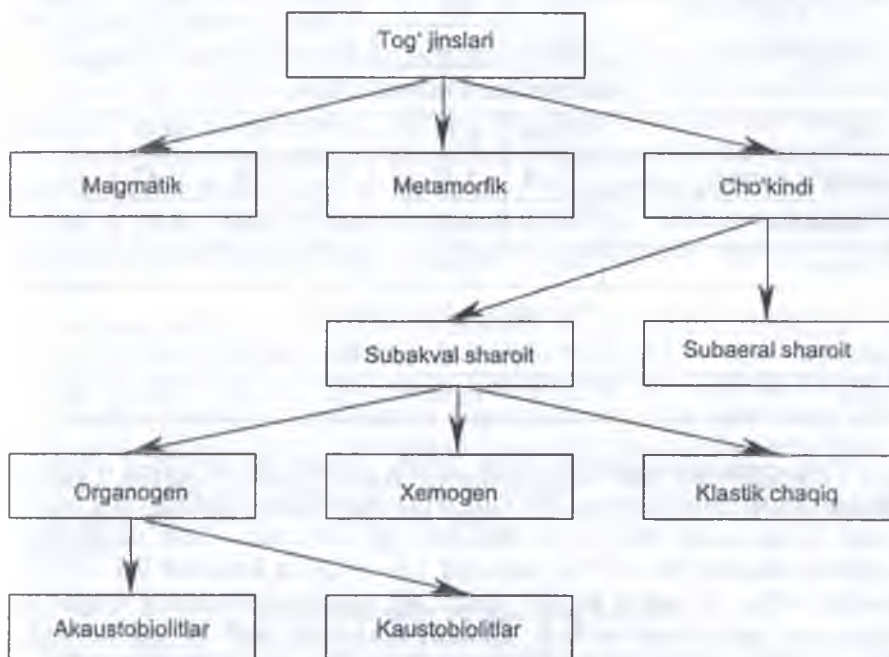 Tog‘ jinslari
Magmatik
Metamorfik
Cho‘kindi
Subakval sharoit
Subaeral sharoit
Organogen
Xemogen
Klastik chaqiq
Akaustobiolitlar
Kaustobiolitlar